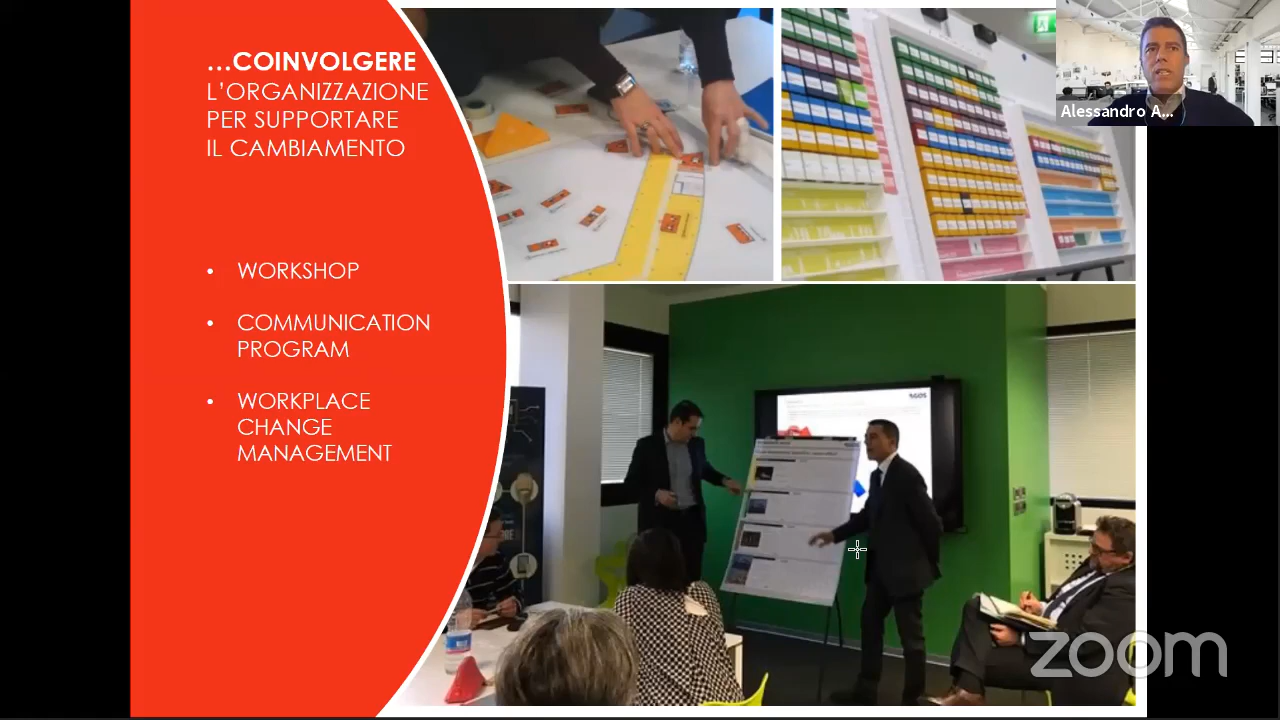 ...COINVOLGERE
L'ORGANIZZAZIONE
PER SUPPORTARE
IL CAMBIAMENTO
• WORKSHOP
• COMMUNICATION
PROGRAM
• WORKPLACE
CHANGE
MANAGEMENT
Alessandro A...
zoom